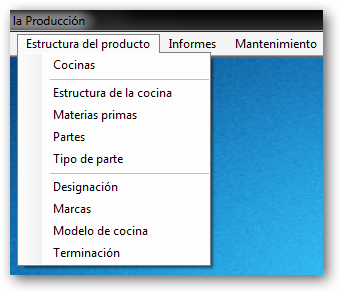 la Producción
Estructura del producto Informes Mantenimiento
Cocinas
Estructura de la cocina
Materias primas
Partes
Tipo de parte
Designación
Marcas
Modelo de cocina
Terminación